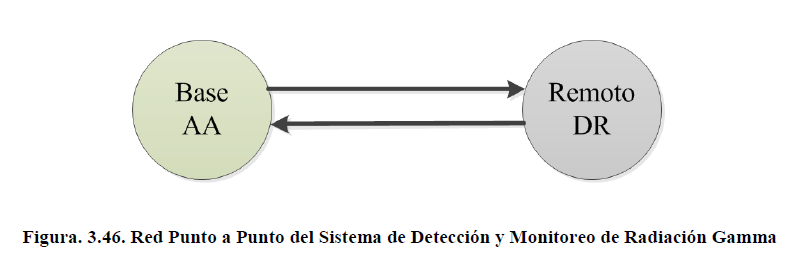 Base
AA
Remoto
DR
Figura. 3.46. Red Punto a Punto del Sistema de Detección y Monitoreo de Radiación Gamma